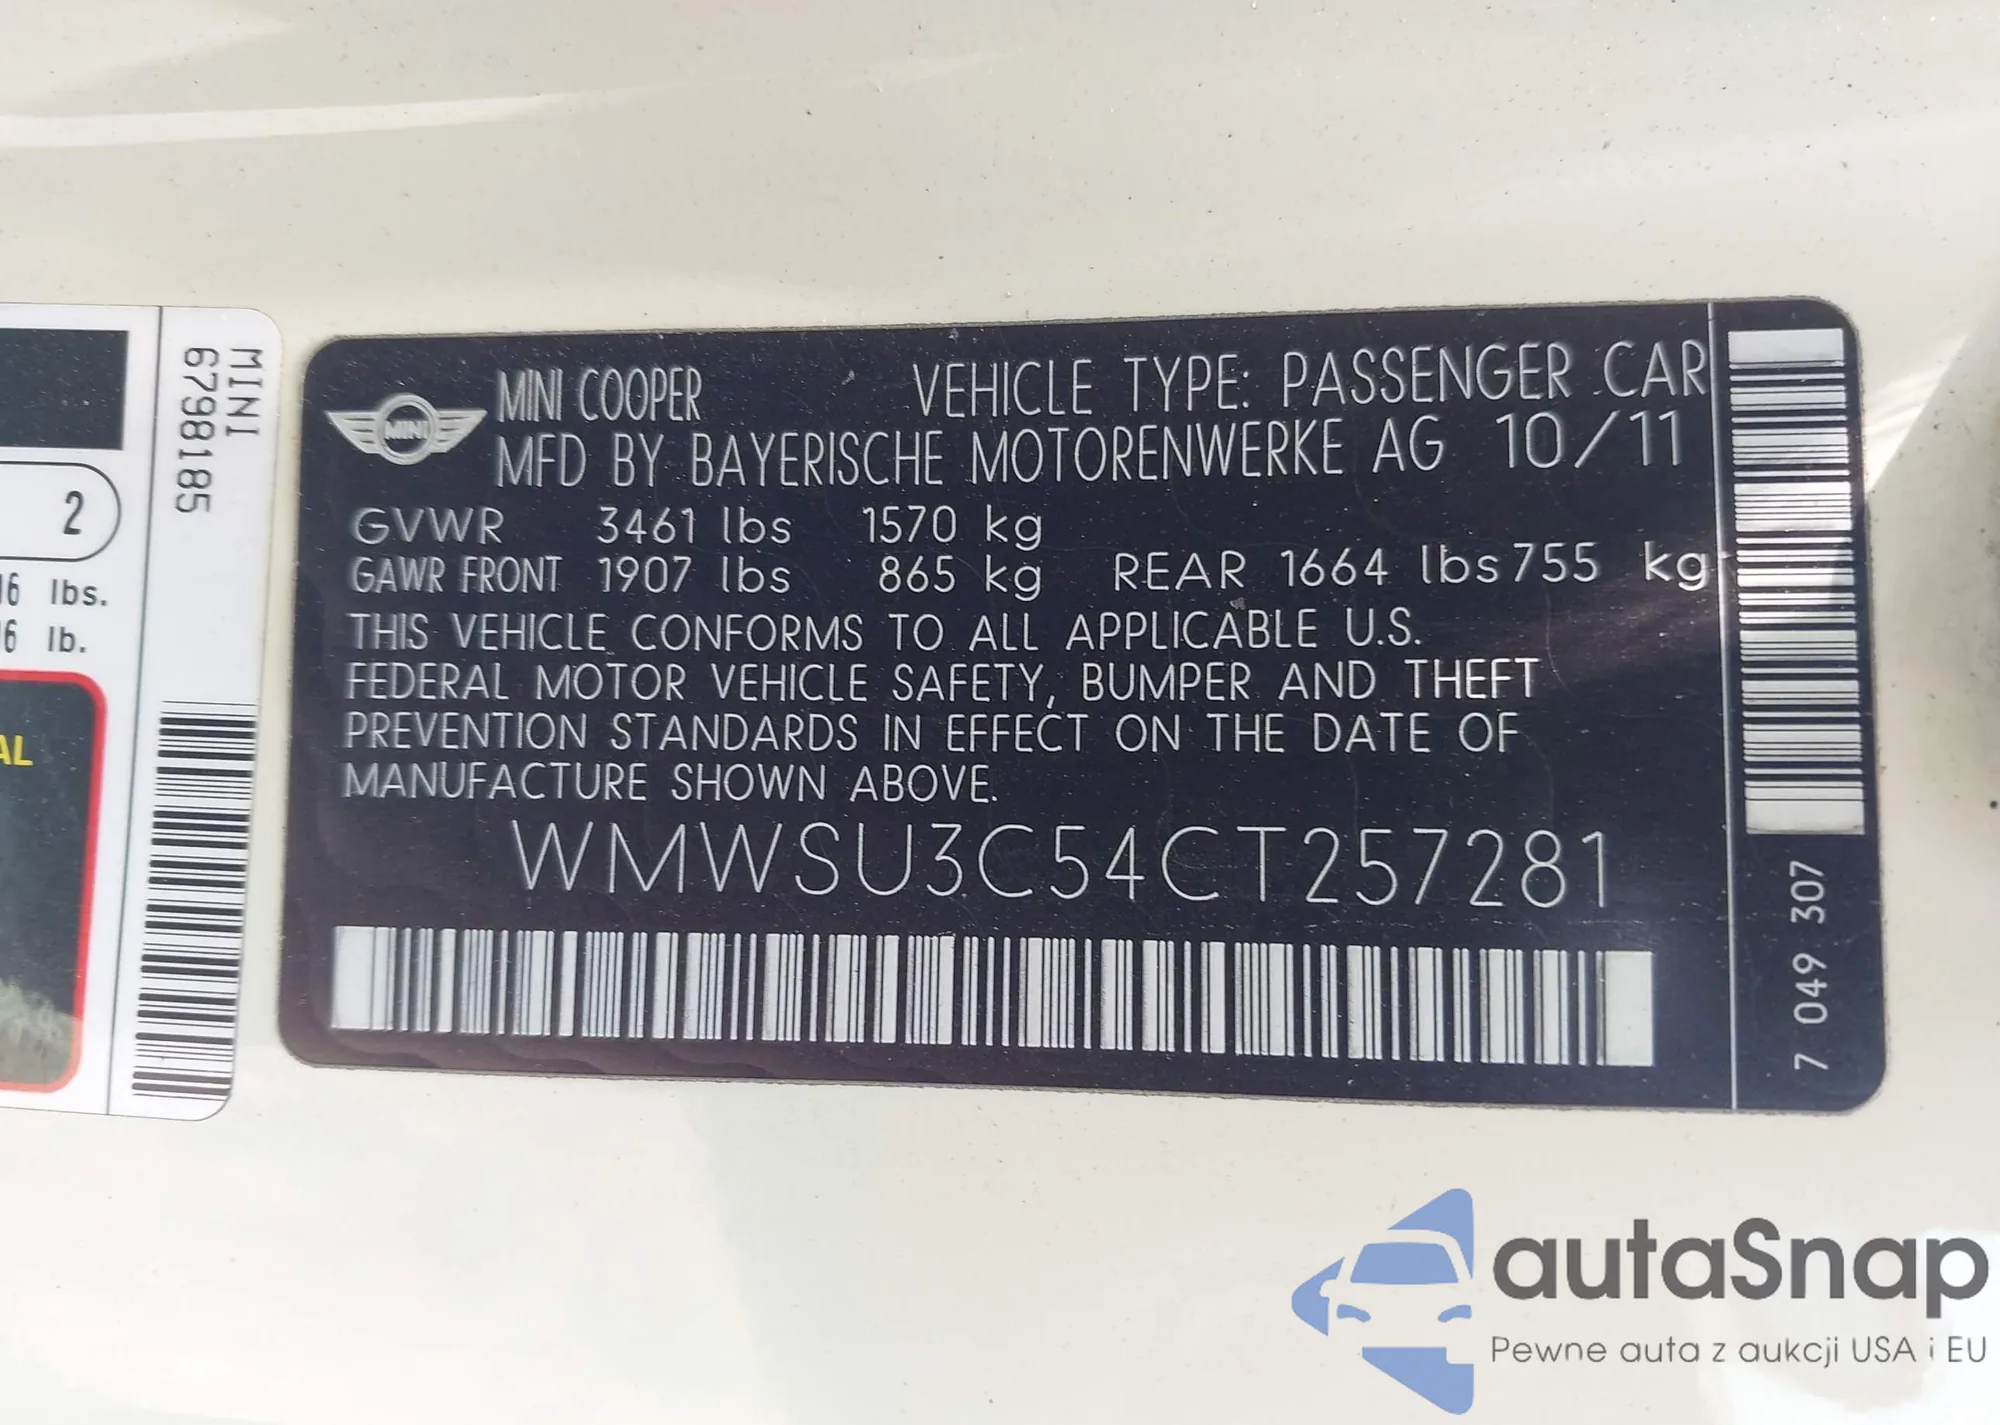 MINI
6798185
2
lbs.
lb.
MINI
MINI COOPER VEHICLE TYPE: PASSENGER CAR
MFD BY BAYERISCHE MOTORENWERKE AG 10/11
GVWR 3461 lbs 1570 kg
GAWR FRONT 1907 lbs 865 kg REAR 1664 lbs 755 kg
THIS VEHICLE CONFORMS TO ALL APPLICABLE U.S.
FEDERAL MOTOR VEHICLE SAFETY, BUMPER AND THEFT
PREVENTION STANDARDS IN EFFECT ON THE DATE OF
MANUFACTURE SHOWN ABOVE.
WMWSU3C54CT257281
7 049 307
autaSnap
Pewne auta z aukcji USA i EU